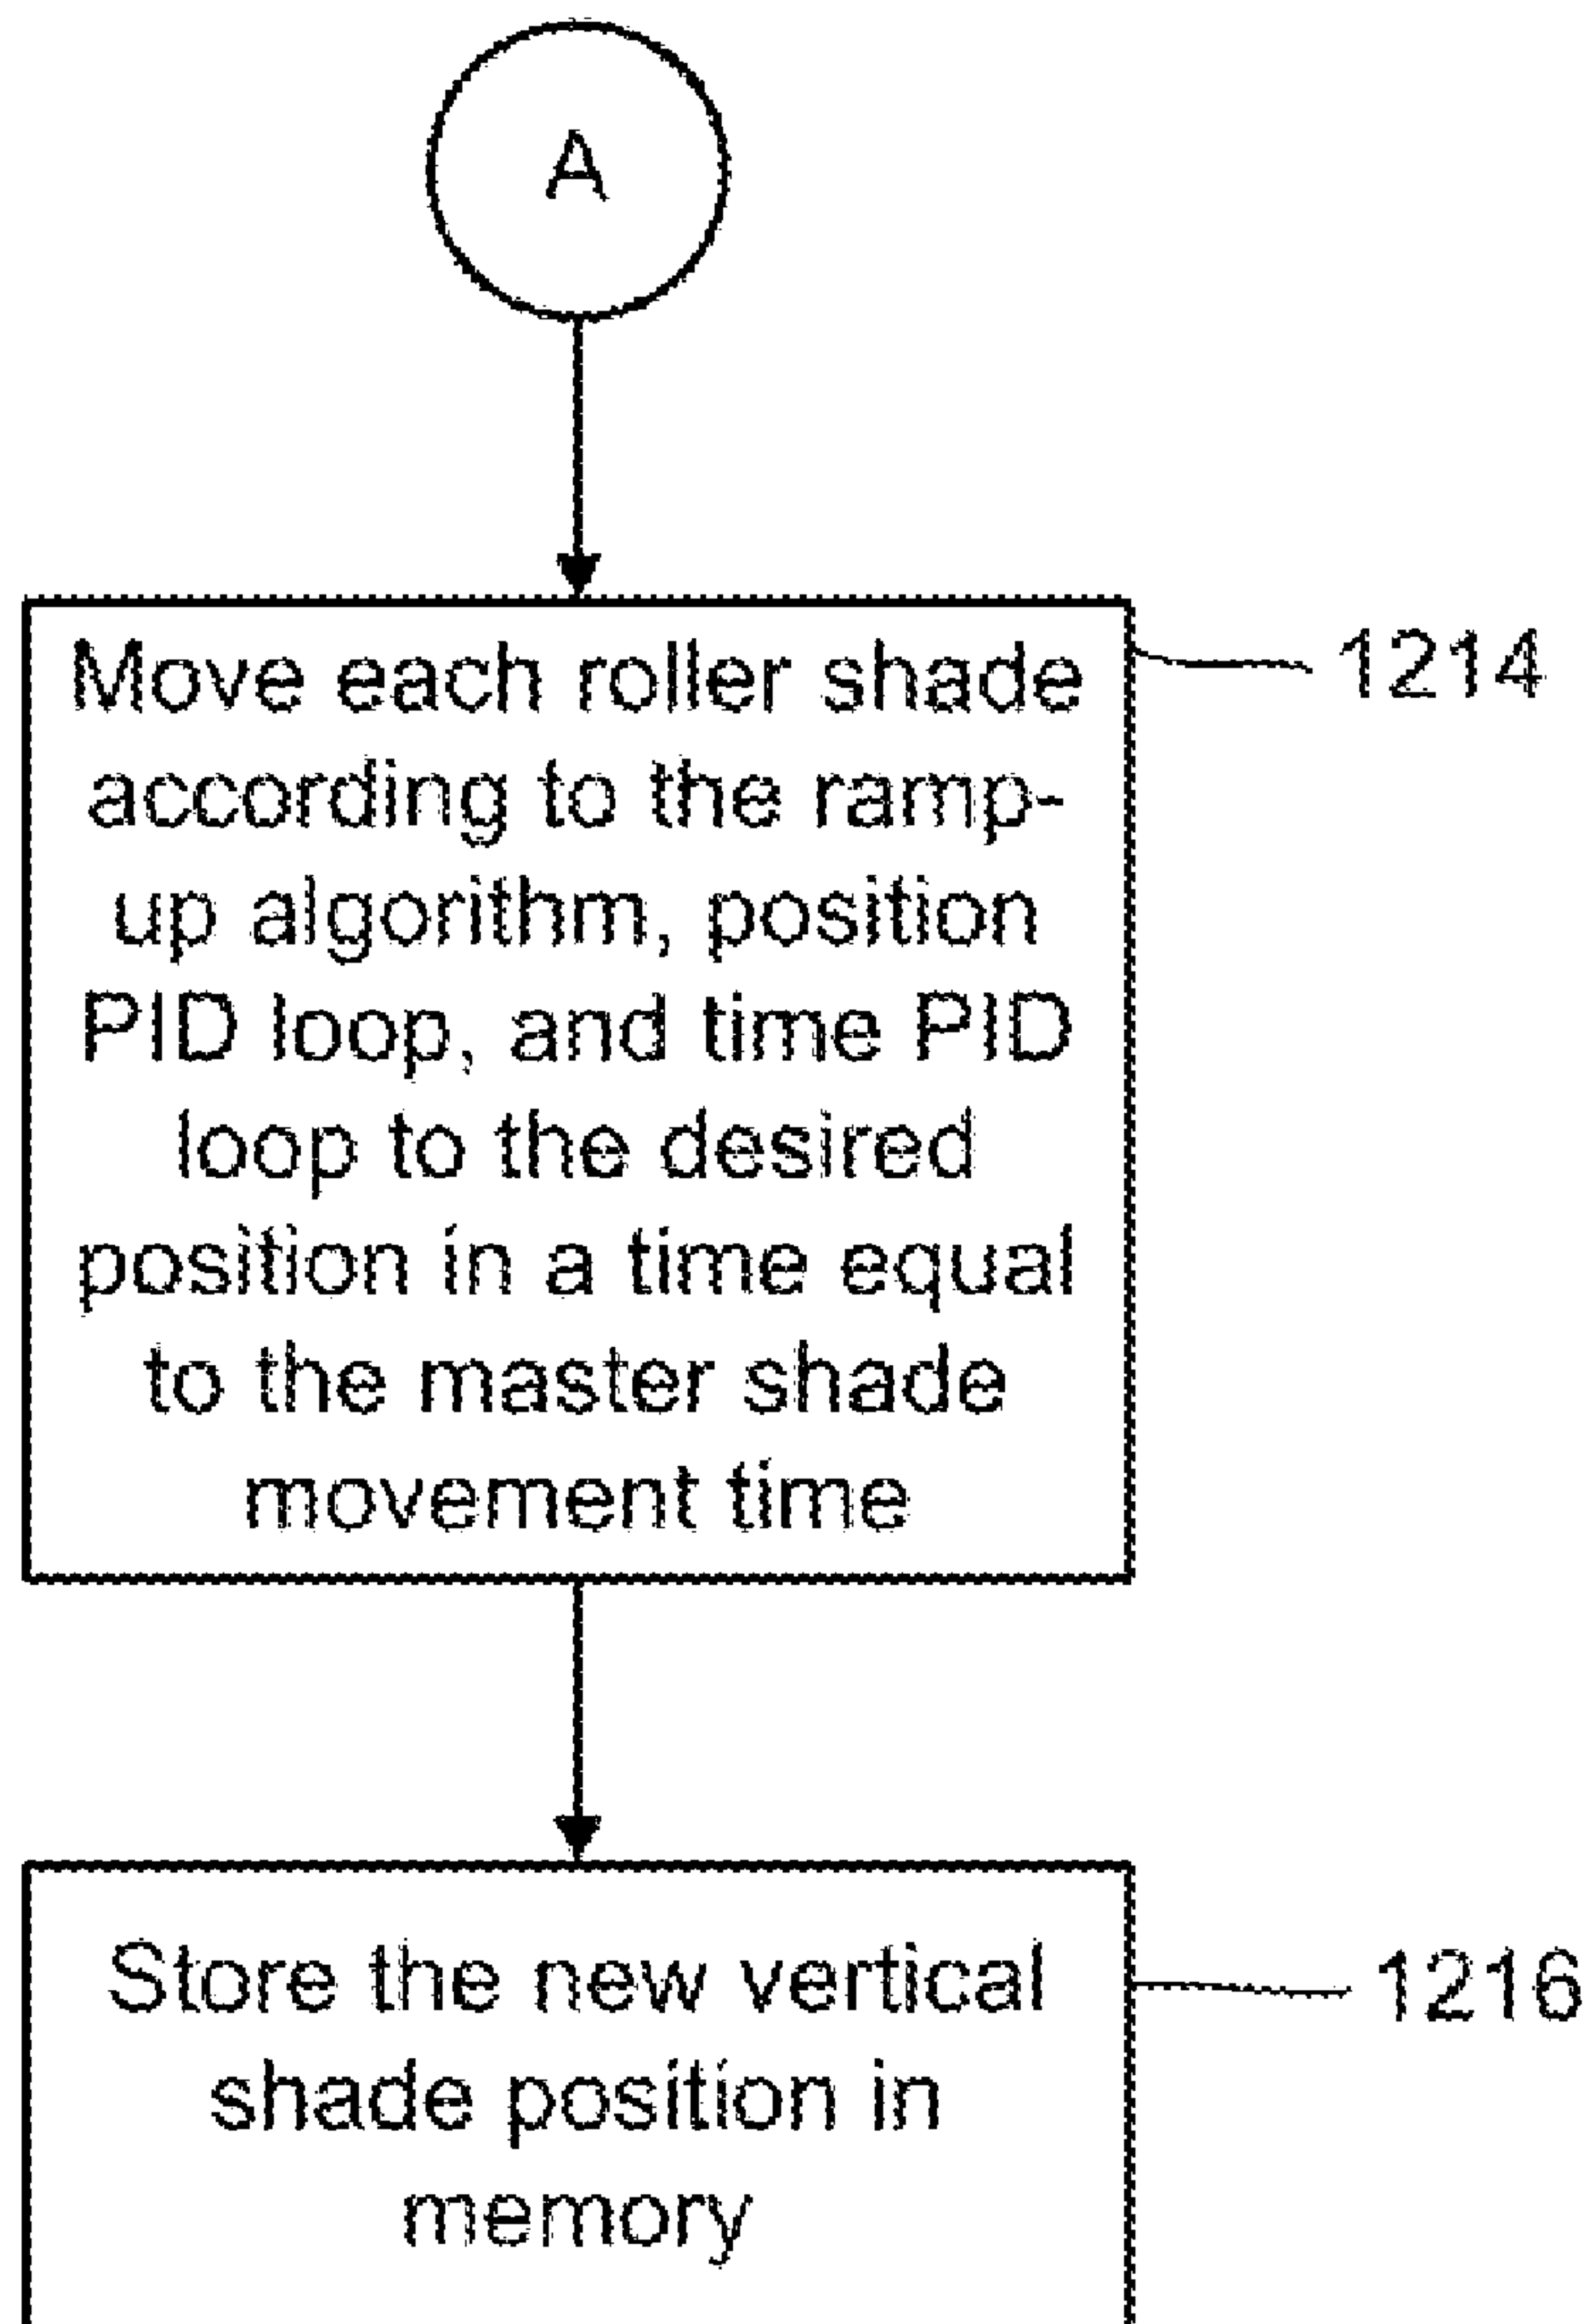 A
Move each roller shade
1214
according to the ramp-
up algorithm, position
PID loop, and time PID
loop to the desired
position in a time equal
to the master shade
movement time
Store the new vertical
1216
shade position in
memory